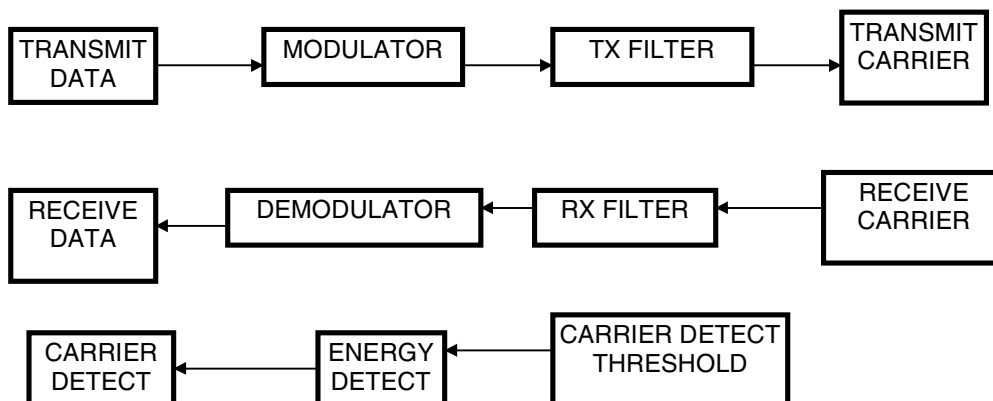 TRANSMIT
DATA
MODULATOR
TX FILTER
TRANSMIT
CARRIER
RECEIVE
DATA
DEMODULATOR
RX FILTER
RECEIVE
CARRIER
CARRIER
DETECT
ENERGY
DETECT
CARRIER DETECT
THRESHOLD